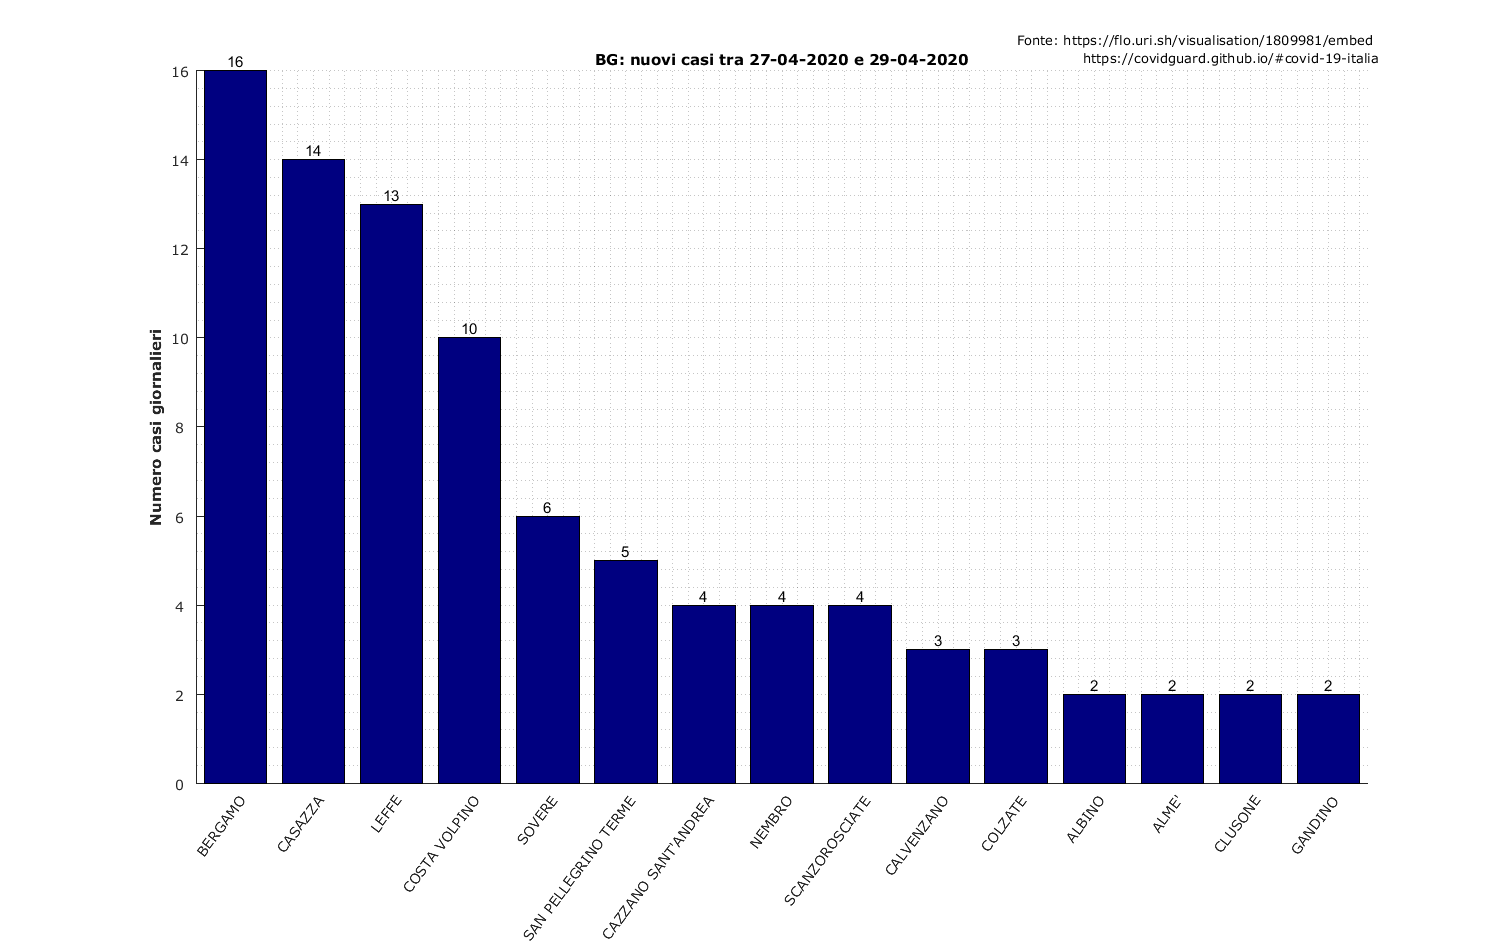 Fonte: https://flo.uri.sh/visualisation/1809981/embed
https://covidguard.github.io/#covid-19-italia
BG: nuovi casi tra 27-04-2020 e 29-04-2020
Numero casi giornalieri
16
14
12
10
8
6
4
2
0
16
14
13
10
6
5
4
4
4
3
3
2
2
2
2
BERGAMO
CASAZZA
LEFFE
COSTA VOLPINO
SOVERE
SAN PELLEGRINO TERME
CAZZANO SANT'ANDREA
NEMBRO
SCANZOROSCIATE
CALVENZANO
COLZATE
ALBINO
ALME'
CLUSONE
GANDINO